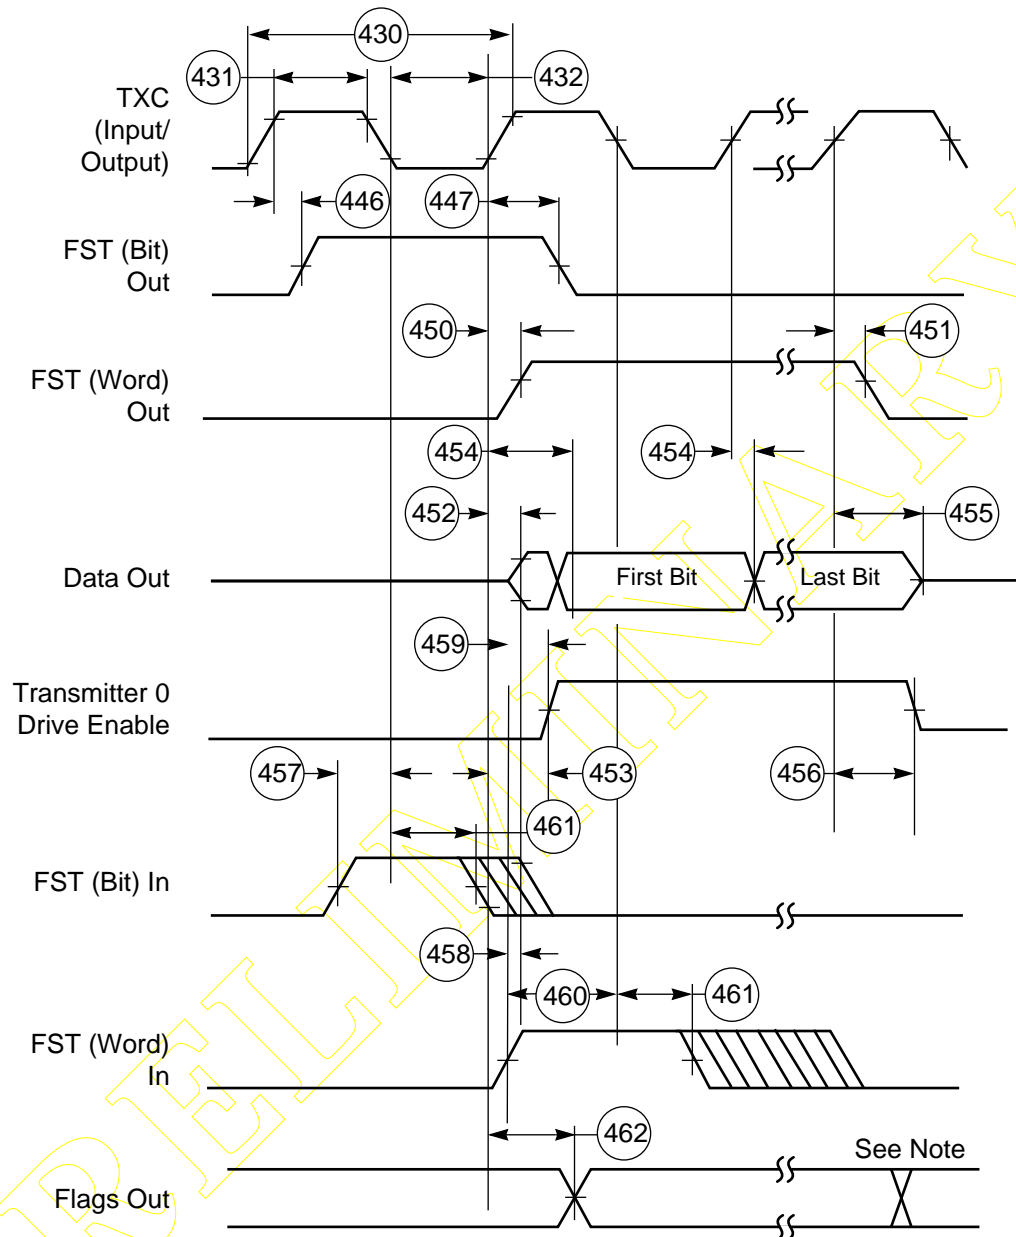 430
431
432
TXC
(Input/
Output)
446
447
FST (Bit)
Out
450
451
FST (Word)
Out
454
454
452
455
Data Out
First Bit
Last Bit
459
Transmitter 0
Drive Enable
457
453
456
461
FST (Bit) In
458
460
461
FST (Word)
In
462
See Note
Flags Out
PRELIMINARY